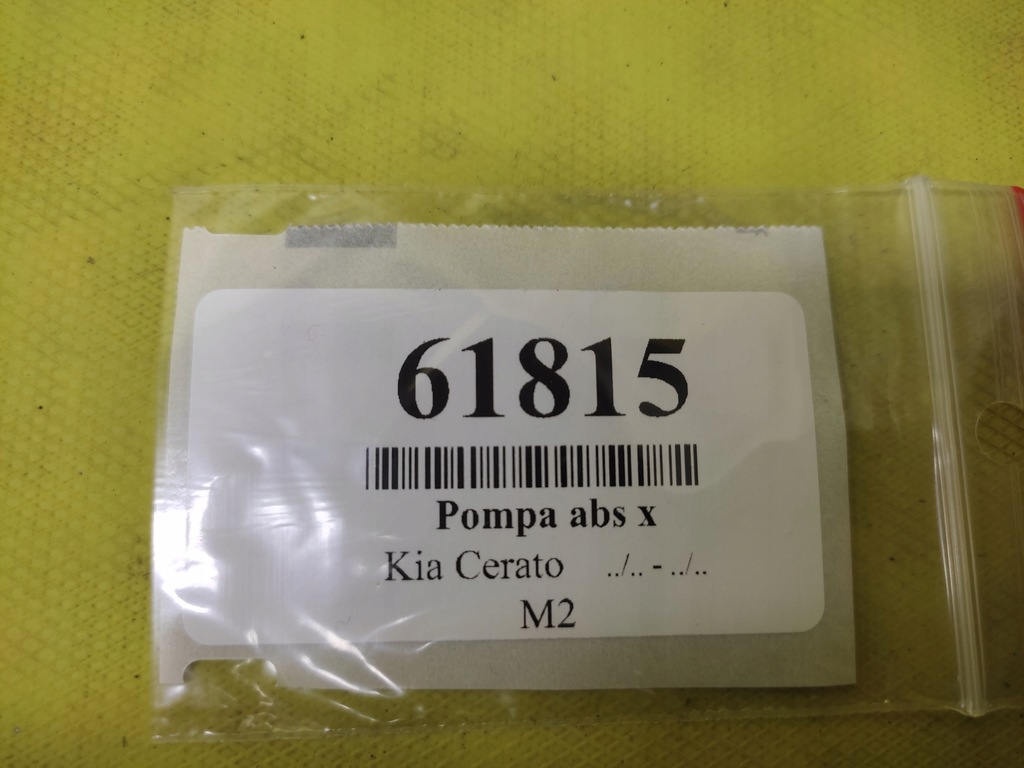 61815
Pompa abs x
Kia Cerato ../.. - ../..
M2